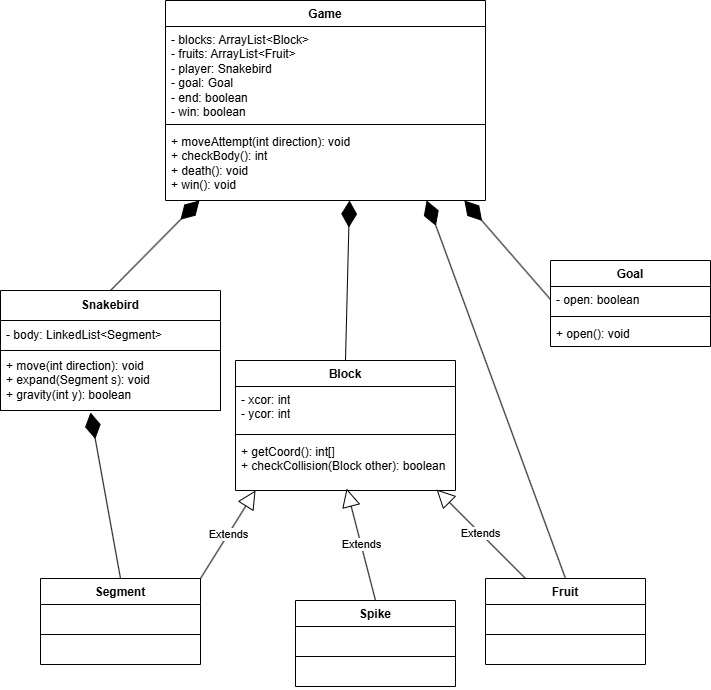 Game
- blocks: ArrayList<Block>
- fruits: ArrayList<Fruit>
- player: Snakebird
- goal: Goal
- end: boolean
- win: boolean
+ moveAttempt(int direction): void
+ checkBody(): int
+ death(): void
+ win(): void
Goal
- open: boolean
+ open(): void
Snakebird
- body: LinkedList<Segment>
+ move(int direction): void
+ expand(Segment s): void
+ gravity(int y): boolean
Block
- xcor: int
- ycor: int
+ getCoord(): int[]
+ checkCollision(Block other): boolean
Extends
Extends
Extends
Segment
Spike
Fruit